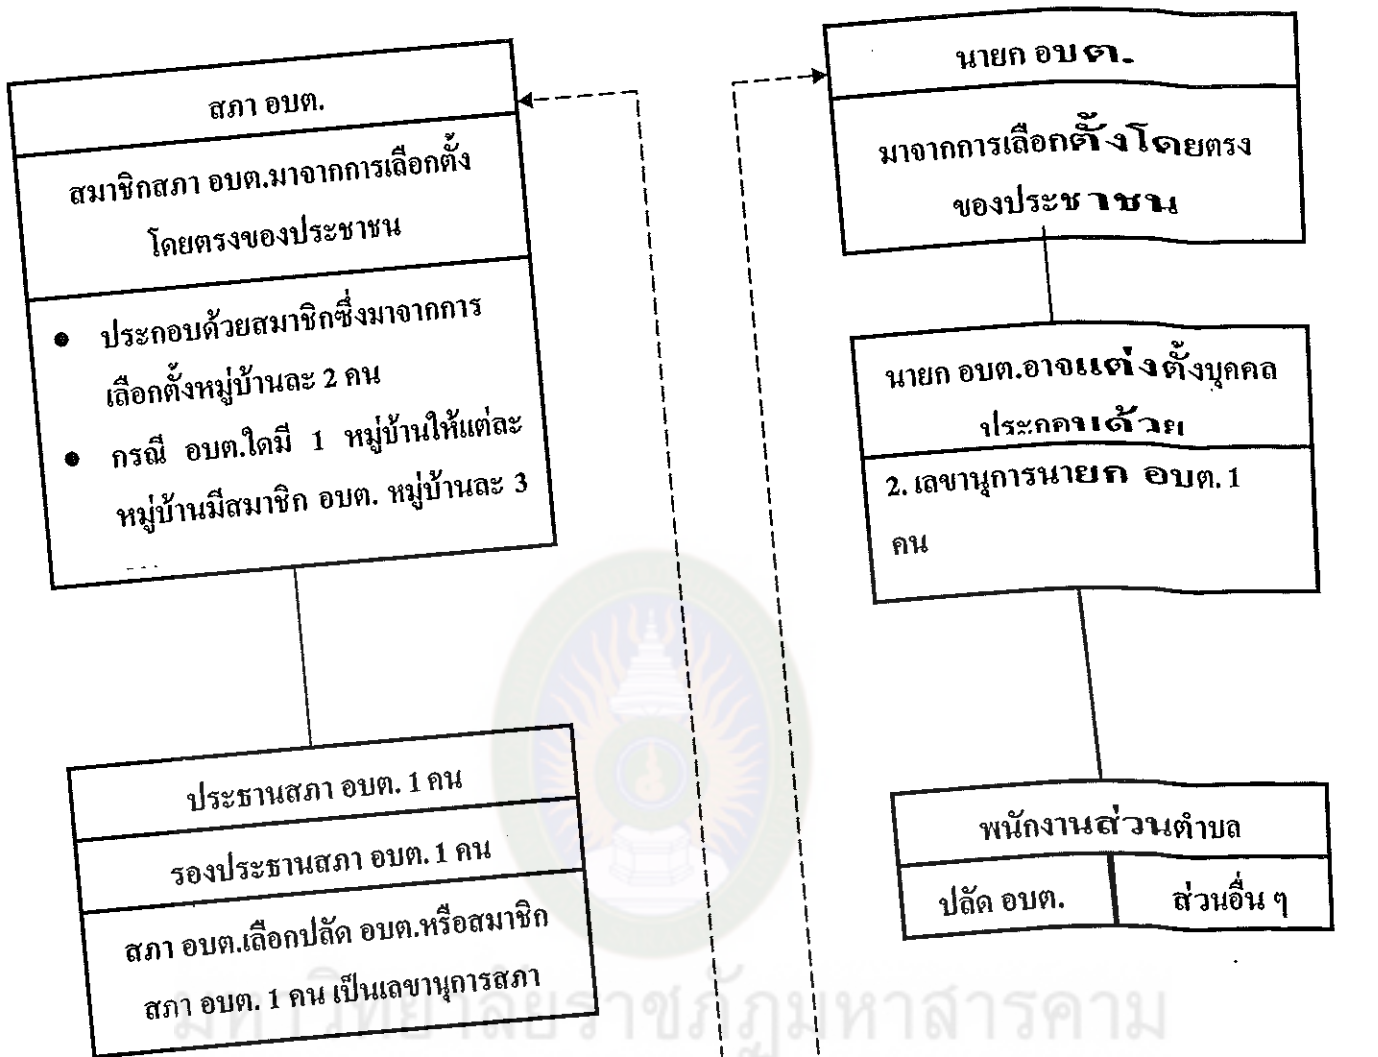 สภา อบต.
สมาชิกสภา อบต.มาจากการเลือกตั้ง
โดยตรงของประชาชน
● ประกอบด้วยสมาชิกซึ่งมาจากการ
เลือกตั้งหมู่บ้านละ 2 คน
● กรณี อบต.ใดมี 1 หมู่บ้านให้แต่ละ
หมู่บ้านมีสมาชิก อบต. หมู่บ้านละ 3
ประธานสภา อบต. 1 คน
รองประธานสภา อบต. 1 คน
สภา อบต.เลือกปลัด อบต.หรือสมาชิก
สภา อบต. 1 คน เป็นเลขานุการสภา
นายก อบต.
มาจากการเลือกตั้งโดยตรง
ของประชาชน
นายก อบต.อาจแต่งตั้งบุคคล
ประกอบด้วย
2. เลขานุการนายก อบต. 1
คน
พนักงานส่วนตำบล
ปลัด อบต.
ส่วนอื่น ๆ
มหาวิทยาลัยราชภัฏมหาสารคาม